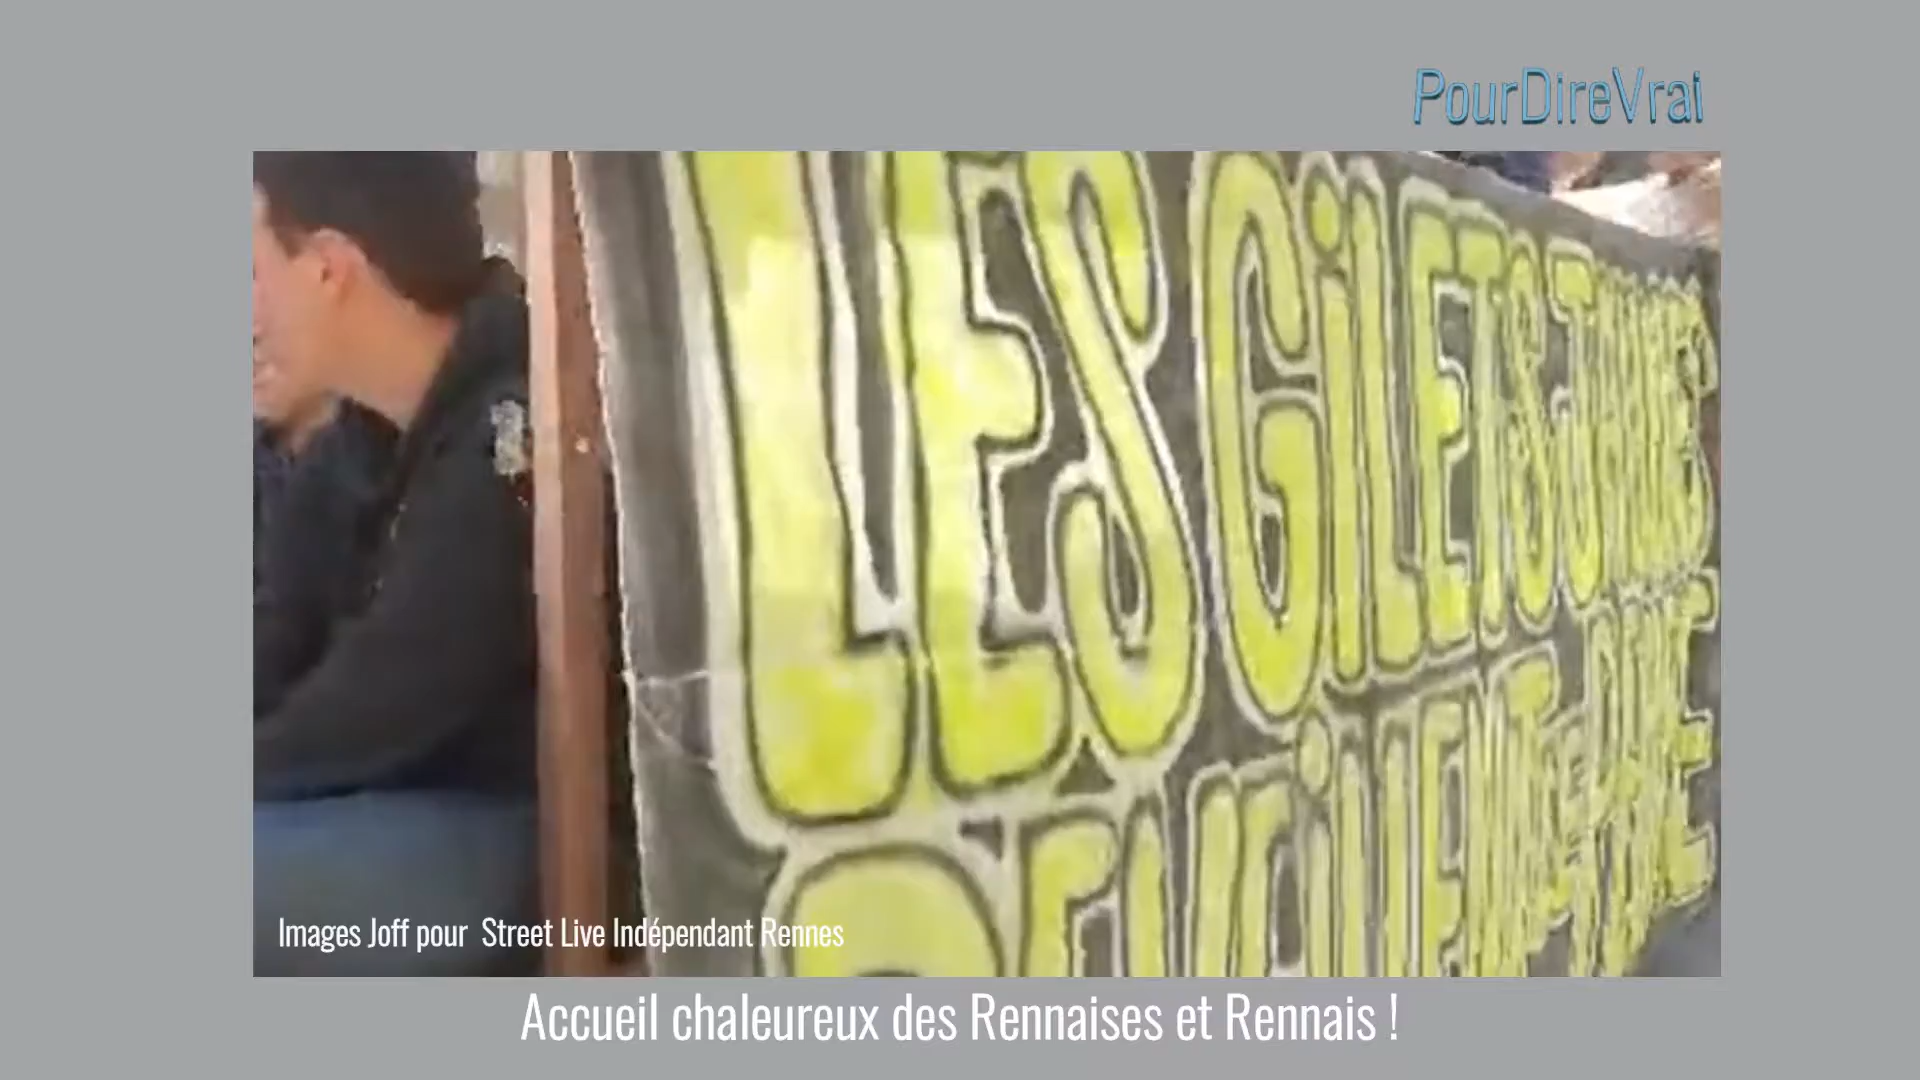 PourDireVrai
LES GiLETS JAUNES
Images Joff pour Street Live Indépendant Rennes
Accueil chaleureux des Rennaises et Rennais !